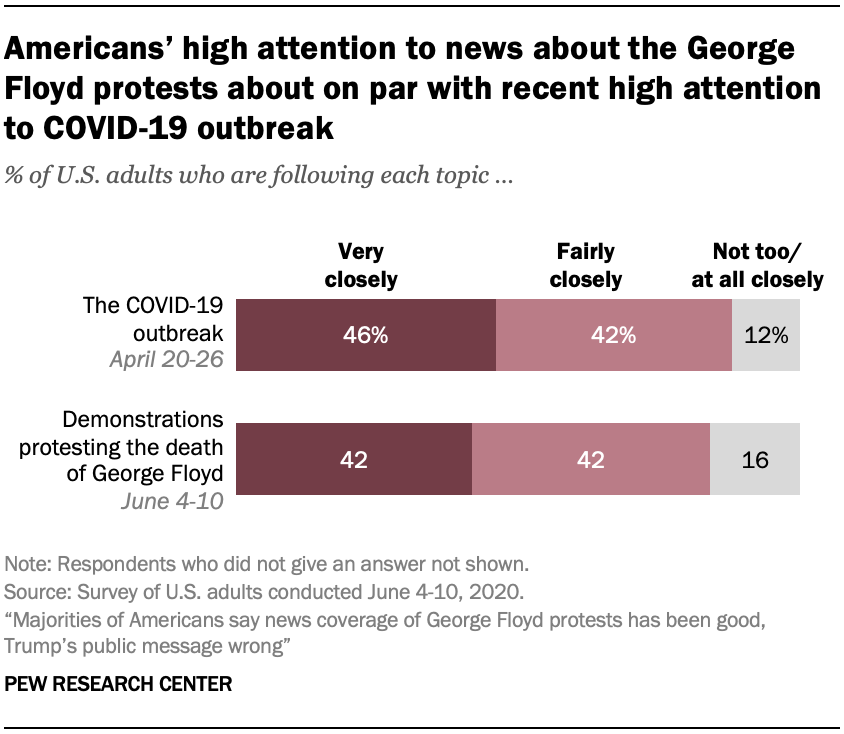 Americans’ high attention to news about the George
Floyd protests about on par with recent high attention
to COVID-19 outbreak
% of U.S. adults who are following each topic ...
Very
closely
Fairly
closely
Not too/
at all closely
The COVID-19
outbreak
April 20-26
46%
42%
12%
Demonstrations
protesting the death
of George Floyd
June 4-10
42
42
16
Note: Respondents who did not give an answer not shown.
Source: Survey of U.S. adults conducted June 4-10, 2020.
“Majorities of Americans say news coverage of George Floyd protests has been good,
Trump’s public message wrong”
PEW RESEARCH CENTER